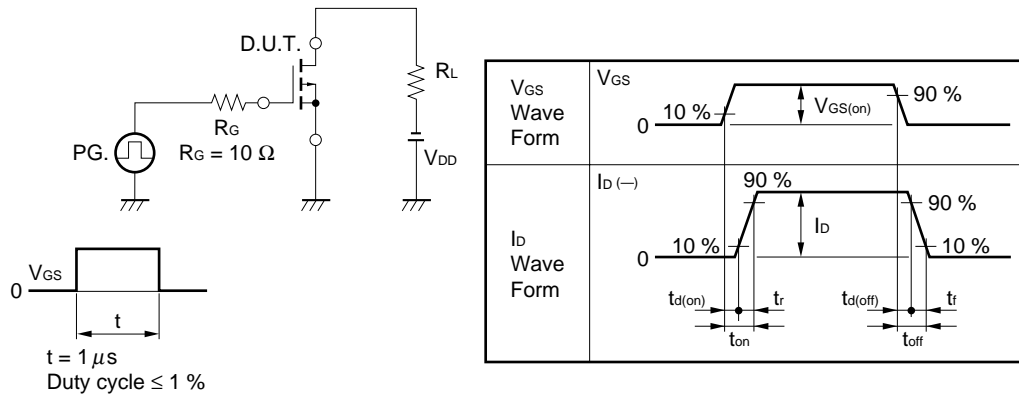 D.U.T.
RL
RG
PG.
RG = 10 Ω
VDD
VGS
0
t
t = 1 μs
Duty cycle ≤ 1 %
VGS
Wave
Form
VGS
10 %
0
VGS(on)
90 %
ID
Wave
Form
ID (—)
90 %
90 %
10 %
ID
10 %
0
td(on)
tr
td(off)
tf
ton
toff